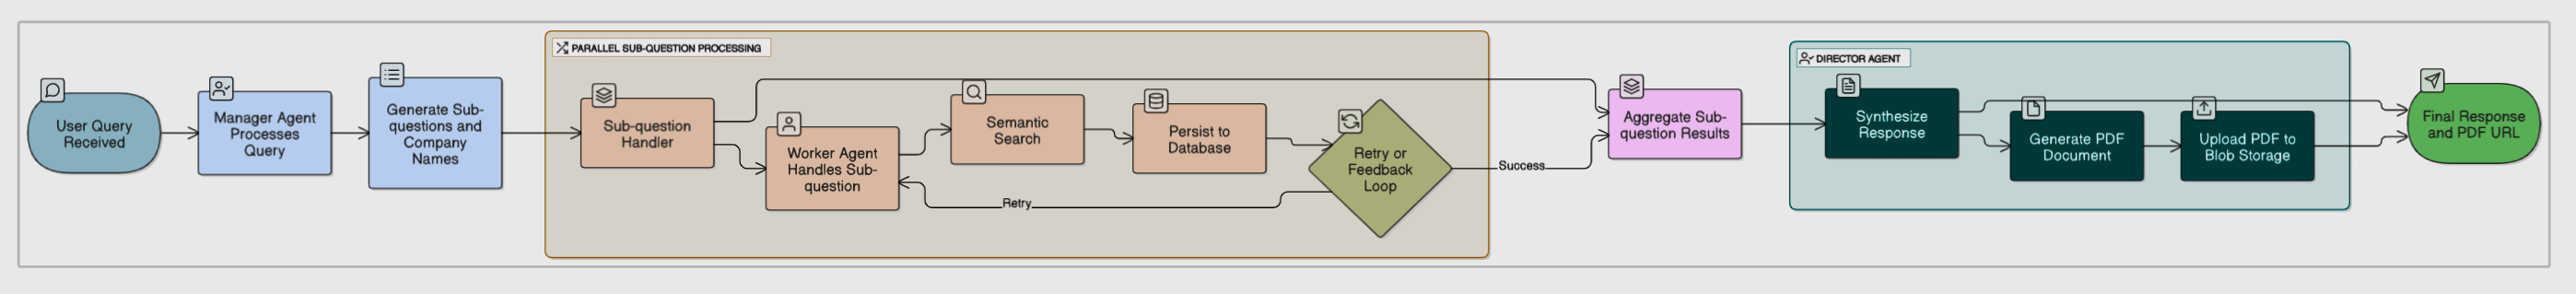 User Query
Received
Manager Agent
Processes
Query
Generate Sub-
questions and
Company
Names
PARALLEL SUB-QUESTION PROCESSING
Sub-question
Handler
Worker Agent
Handles Sub-
question
Semantic
Search
Persist to
Database
Retry or
Feedback
Loop
Retry
Success
Aggregate Sub-
question Results
DIRECTOR AGENT
Synthesize
Response
Generate PDF
Document
Upload PDF to
Blob Storage
Final Response
and PDF URL